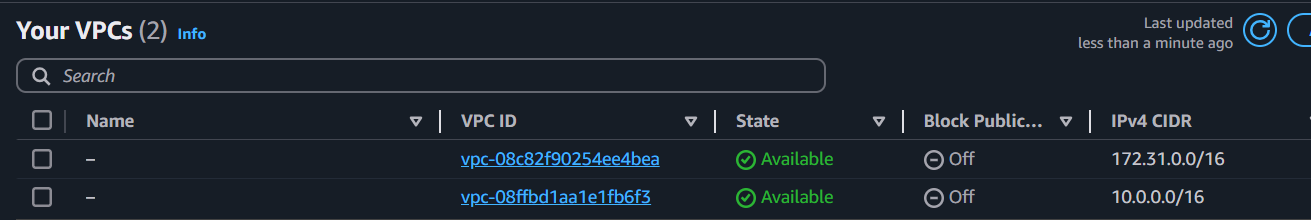 Your VPCs (2) Info
Last updated
less than a minute ago
Search
Name VPC ID State Block Public... IPv4 CIDR
– vpc-08c82f90254ee4bea Available Off 172.31.0.0/16
– vpc-08ffbd1aa1e1fb6f3 Available Off 10.0.0.0/16